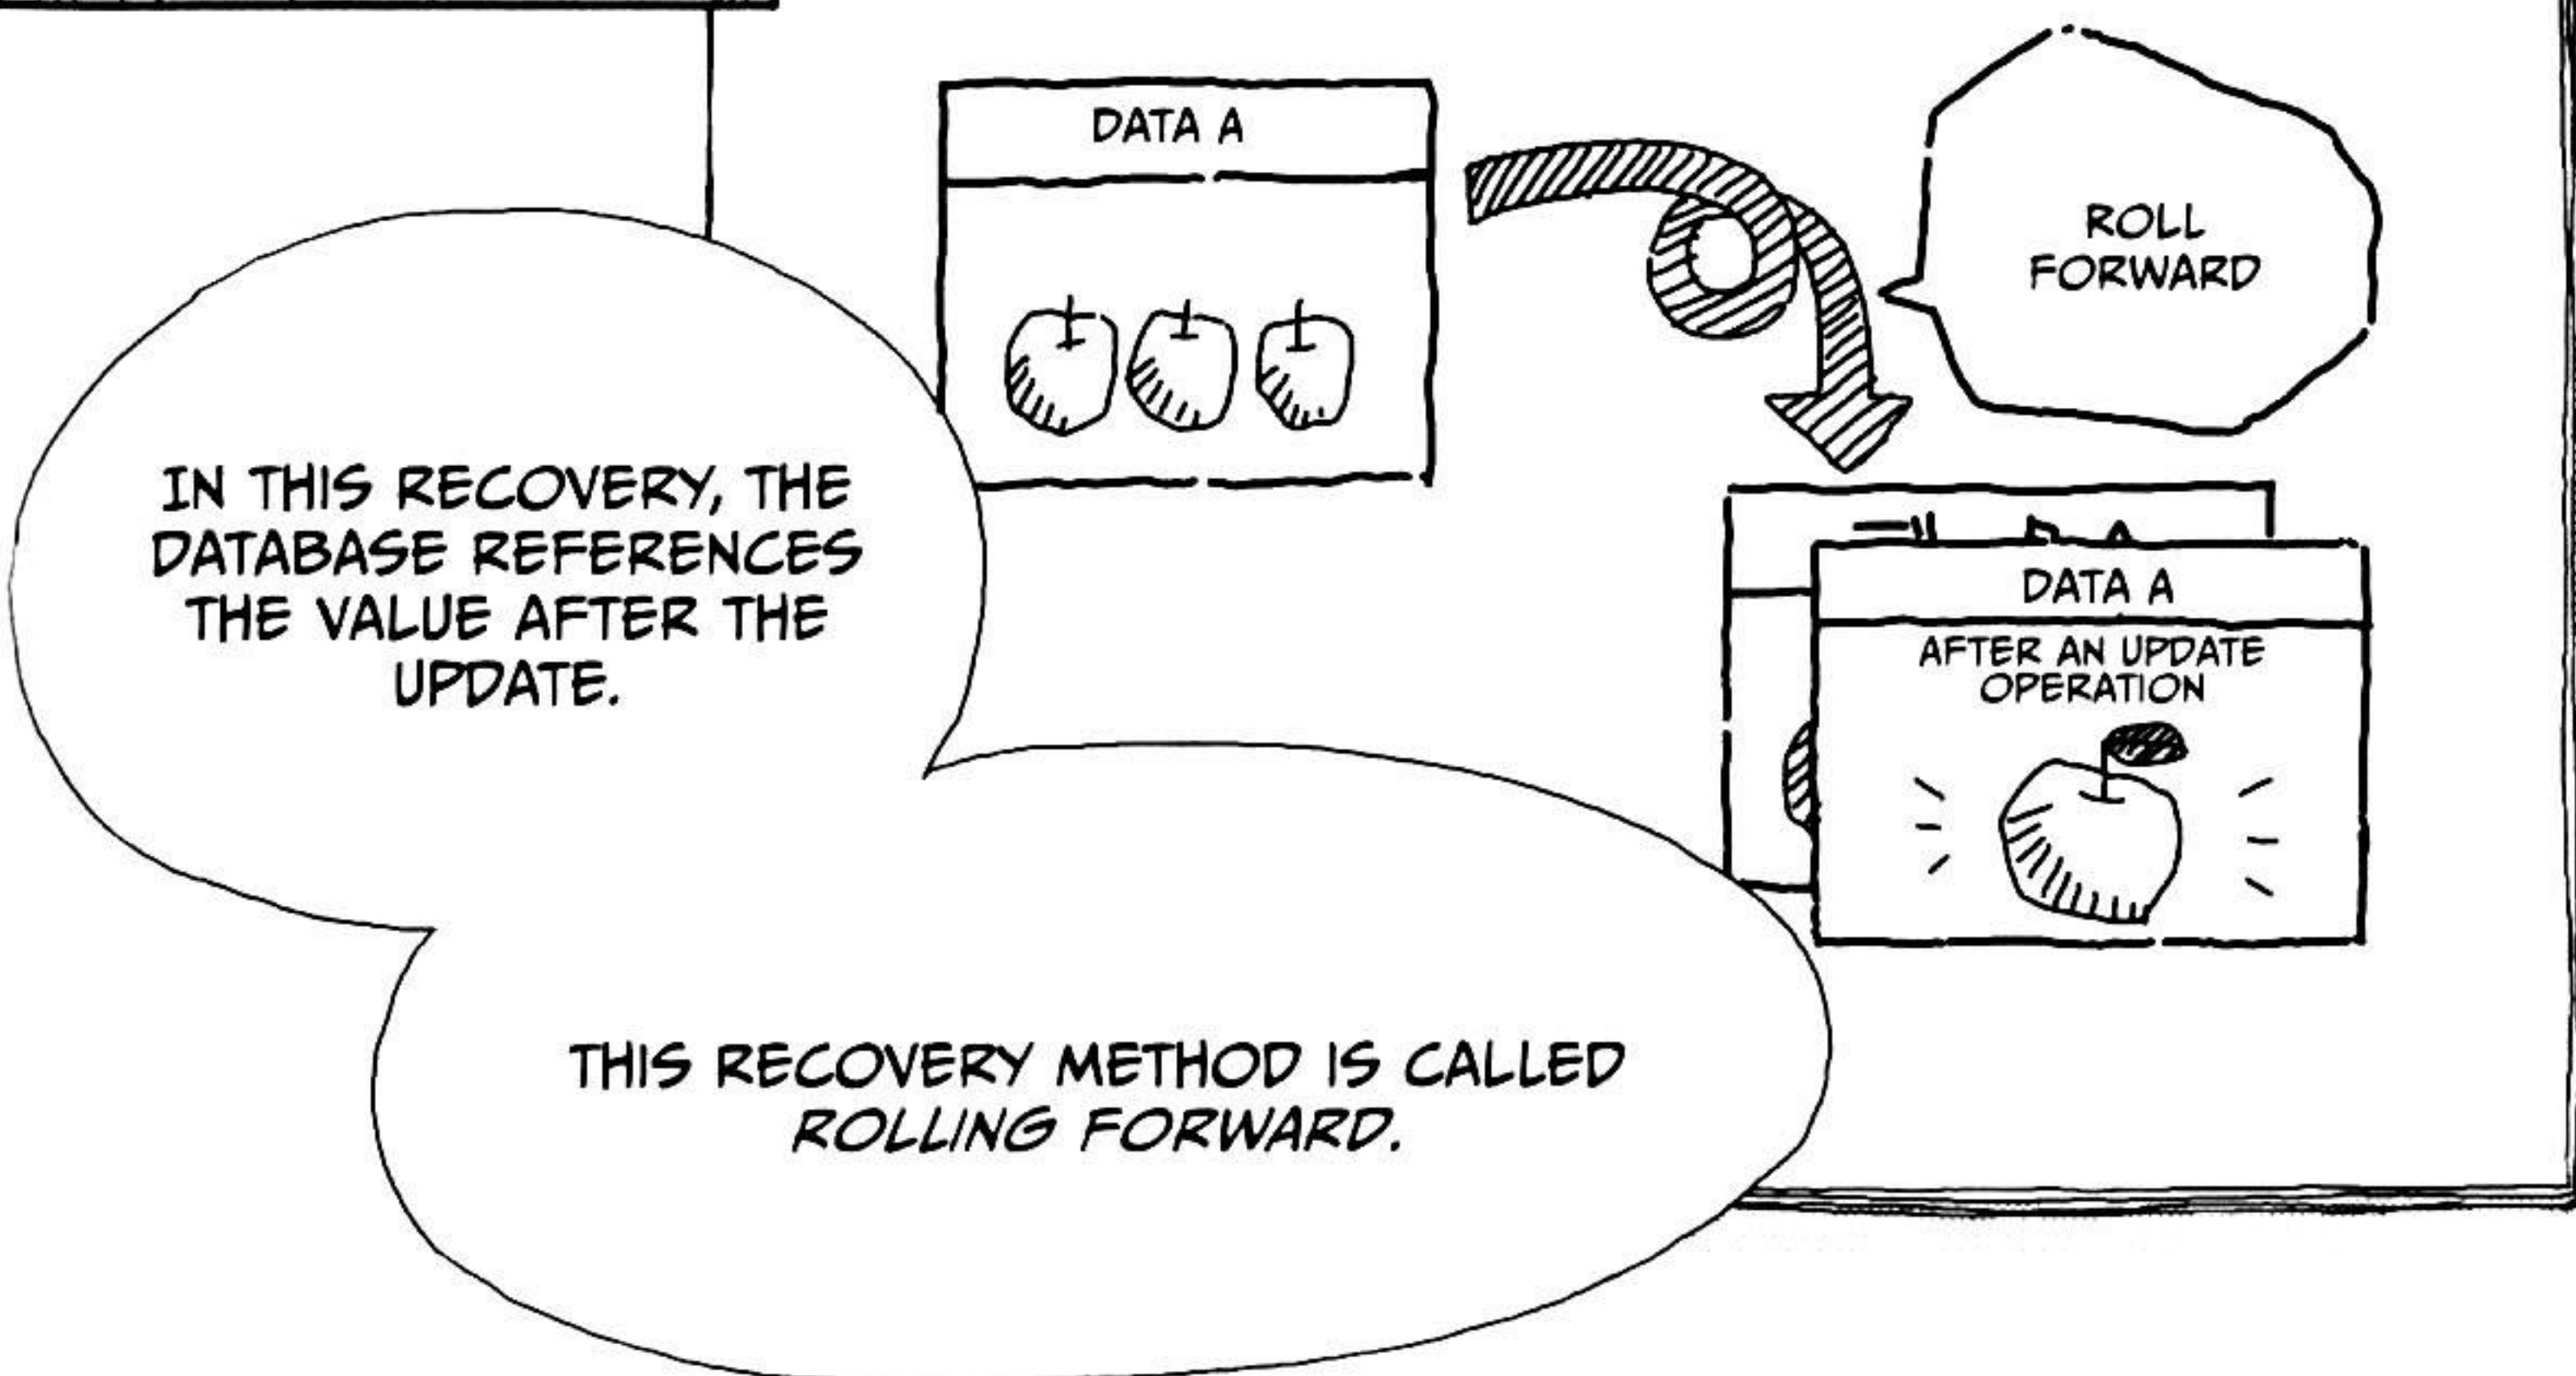 DATA A
ROLL
FORWARD
IN THIS RECOVERY, THE
DATABASE REFERENCES
THE VALUE AFTER THE
UPDATE.
DATA A
AFTER AN UPDATE
OPERATION
THIS RECOVERY METHOD IS CALLED
ROLLING FORWARD.